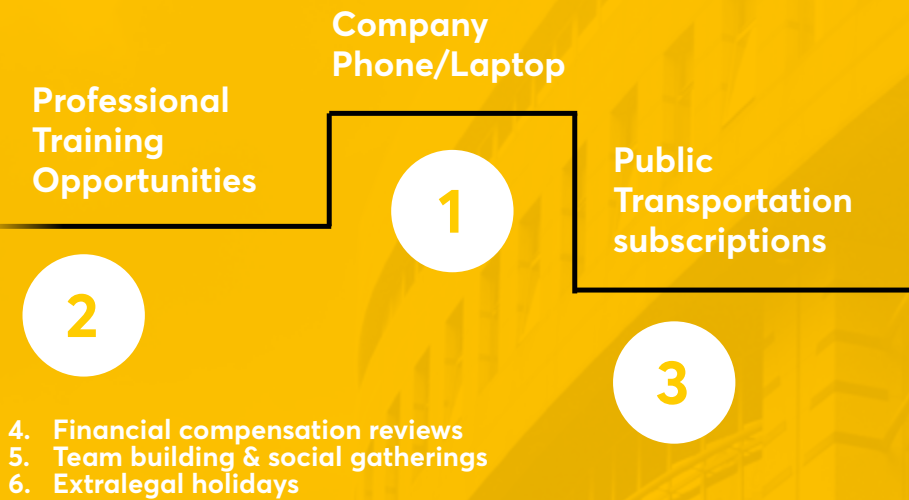 Company
Phone/Laptop
Professional
Training
Opportunities
Public
Transportation
subscriptions
1
2
3
4. Financial compensation reviews
5. Team building & social gatherings
6. Extralegal holidays